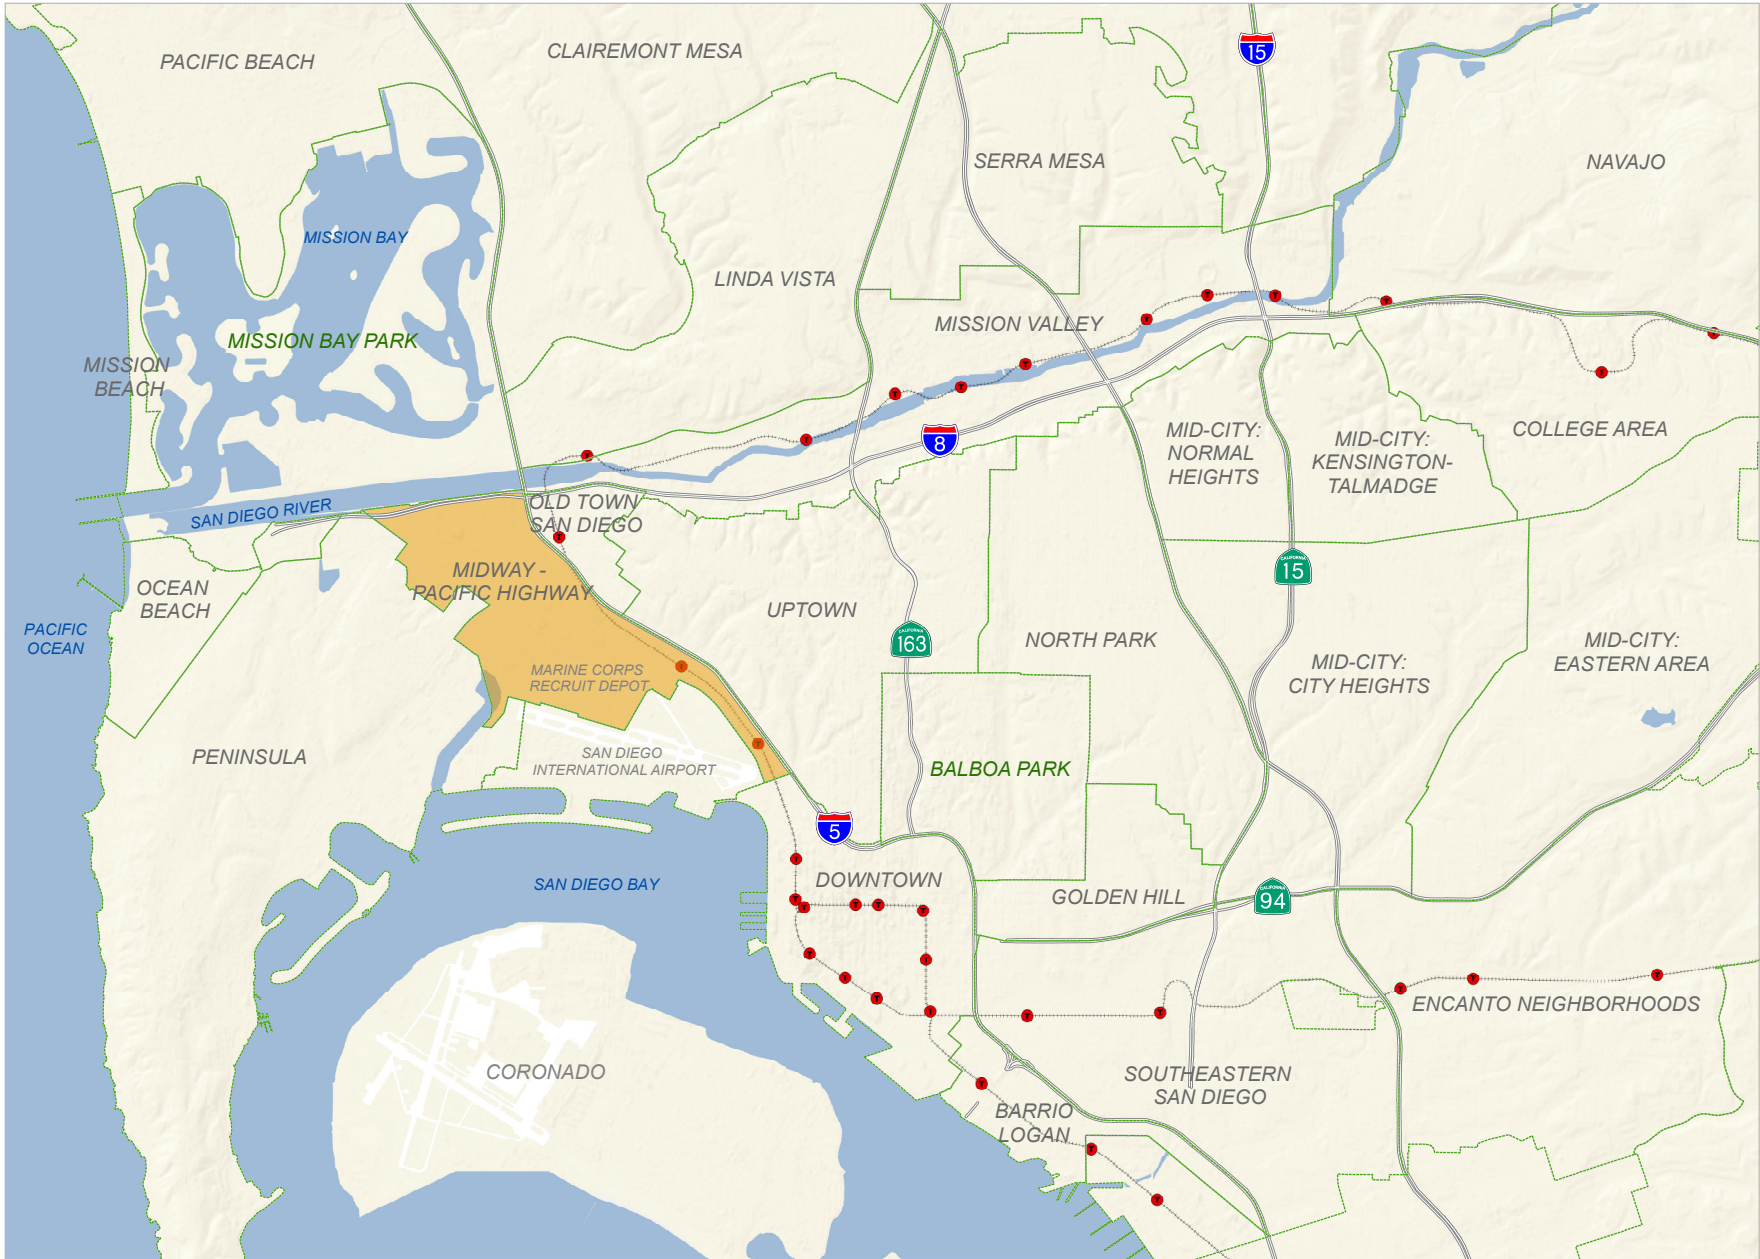 PACIFIC BEACH
CLAIREMONT MESA
15
SERRA MESA
NAVAJO
MISSION BAY
LINDA VISTA
MISSION VALLEY
MISSION BAY PARK
MISSION
BEACH
8
MID-CITY:
NORMAL
HEIGHTS
MID-CITY:
KENSINGTON-
TALMADGE
COLLEGE AREA
SAN DIEGO RIVER
OLD TOWN
SAN DIEGO
MIDWAY -
PACIFIC HIGHWAY
OCEAN
BEACH
PACIFIC
OCEAN
UPTOWN
CALIFORNIA
163
CALIFORNIA
15
NORTH PARK
MID-CITY:
CITY HEIGHTS
MID-CITY:
EASTERN AREA
MARINE CORPS
RECRUIT DEPOT
PENINSULA
SAN DIEGO
INTERNATIONAL AIRPORT
BALBOA PARK
5
SAN DIEGO BAY
DOWNTOWN
GOLDEN HILL
CALIFORNIA
94
ENCANTO NEIGHBORHOODS
CORONADO
SOUTHEASTERN
SAN DIEGO
BARRIO
LOGAN